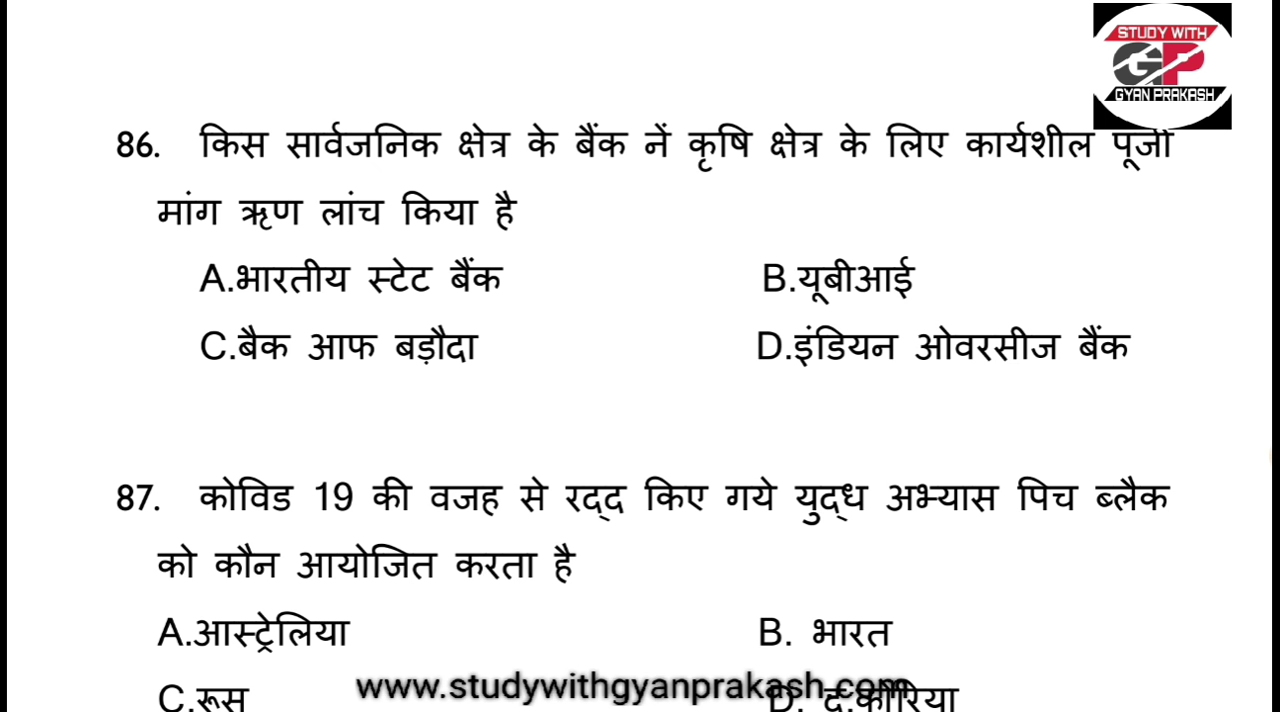 STUDY WITH
GP
GYAN PRAKASH
86. किस सार्वजनिक क्षेत्र के बैंक नें कृषि क्षेत्र के लिए कार्यशील पूंजी
मांग ऋण लांच किया है
A.भारतीय स्टेट बैंक B.यूबीआई
C.बैक आफ बड़ौदा D.इंडियन ओवरसीज बैंक
87. कोविड 19 की वजह से रद्द किए गये युद्ध अभ्यास पिच ब्लैक
को कौन आयोजित करता है
A.आस्ट्रेलिया B. भारत
C.रूस D. द.कोरिया
www.studywithgyanprakash.com